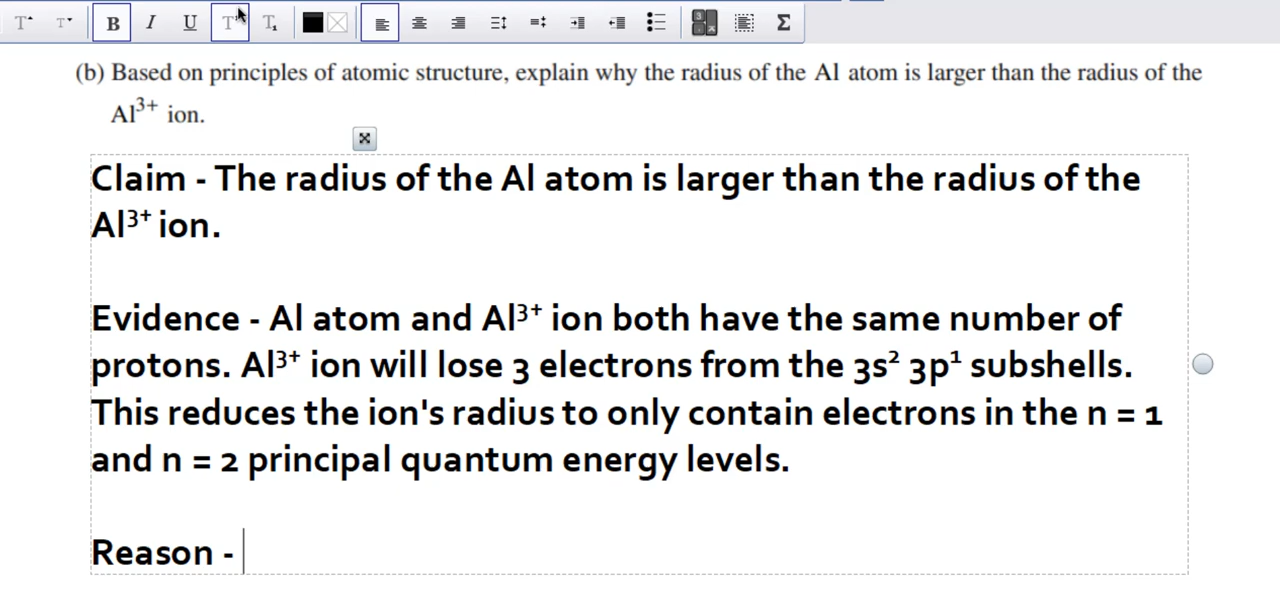 T T B I U T T, Σ
(b) Based on principles of atomic structure, explain why the radius of the Al atom is larger than the radius of the
Al³⁺ ion.
Claim - The radius of the Al atom is larger than the radius of the
Al³⁺ ion.
Evidence - Al atom and Al³⁺ ion both have the same number of
protons. Al³⁺ ion will lose 3 electrons from the 3s² 3p¹ subshells.
This reduces the ion's radius to only contain electrons in the n = 1
and n = 2 principal quantum energy levels.
Reason -